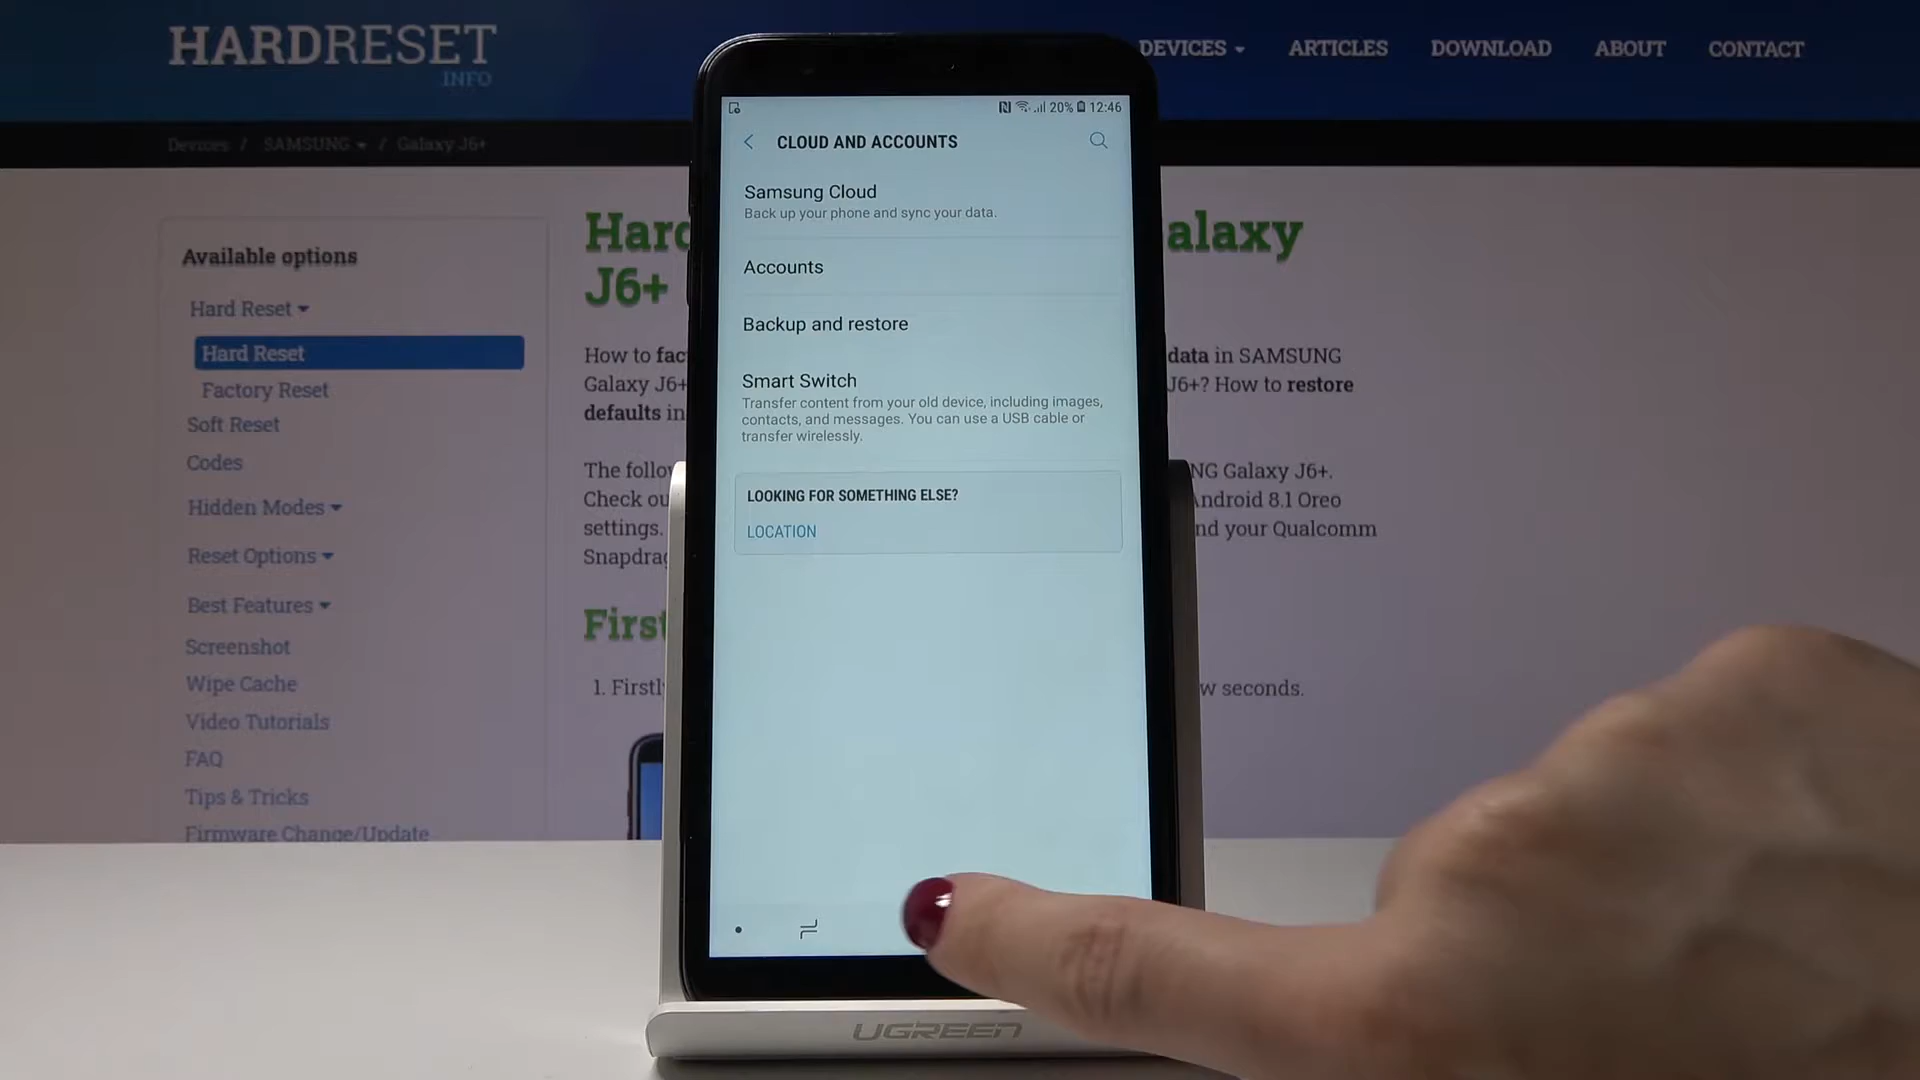 HARDRESET
INFO
DEVICES
ARTICLES
DOWNLOAD
ABOUT
CONTACT
Devices / SAMSUNG / Galaxy J6+
Available options
Hard Reset
Hard Reset
Factory Reset
Soft Reset
Codes
Hidden Modes
Reset Options
Best Features
Screenshot
Wipe Cache
Video Tutorials
FAQ
Tips & Tricks
Firmware Change/Update
20% 12:46
CLOUD AND ACCOUNTS
Samsung Cloud
Back up your phone and sync your data.
Accounts
Backup and restore
Smart Switch
Transfer content from your old device, including images,
contacts, and messages. You can use a USB cable or
transfer wirelessly.
LOOKING FOR SOMETHING ELSE?
LOCATION
Hard alaxy
J6+
How to fac data in SAMSUNG
Galaxy J6+ J6+? How to restore
defaults in
The follo NG Galaxy J6+.
Check ou Android 8.1 Oreo
settings. nd your Qualcomm
Snapdra
First
1. Firstl w seconds.
UGREEN